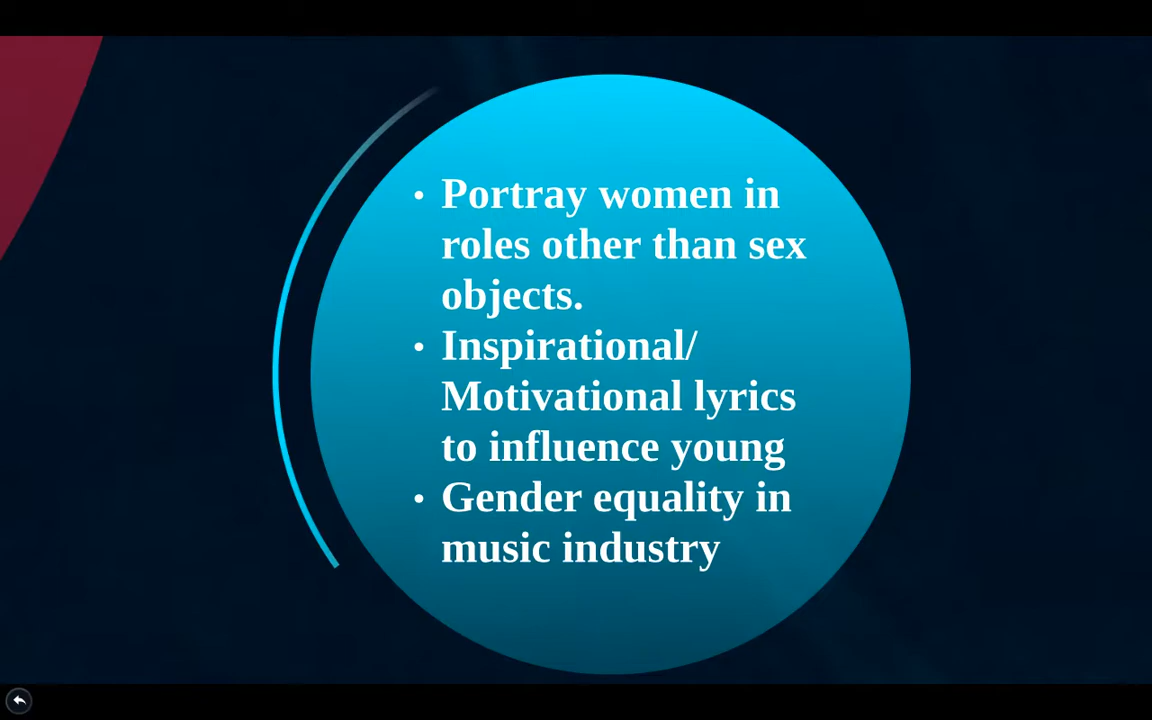 • Portray women in
roles other than sex
objects.
• Inspirational/
Motivational lyrics
to influence young
• Gender equality in
music industry